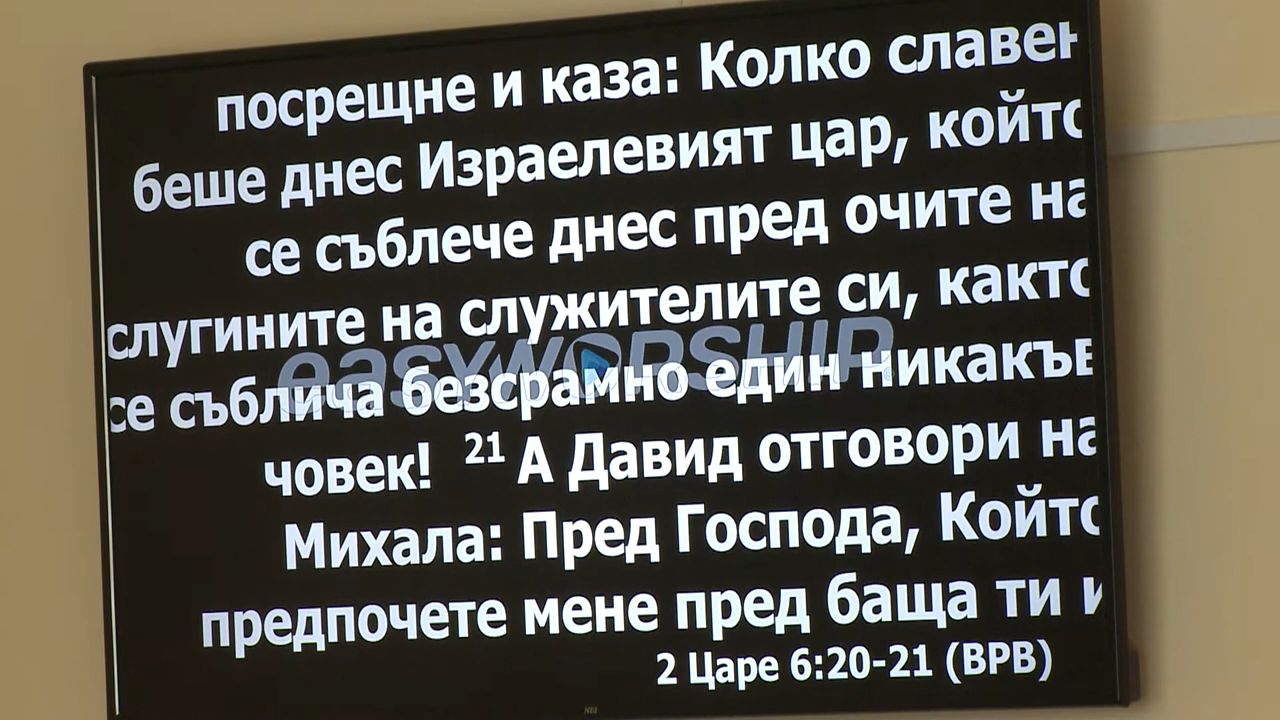 посрещне и каза: Колко славен
беше днес Израелевият цар, който
се съблече днес пред очите на
слугините на служителите си, както
се съблича безсрамно един никакъв
човек! 21 А Давид отговори на
Михала: Пред Господа, Който
предпочете мене пред баща ти и
2 Царе 6:20-21 (ВРВ)
easyworship
NEI